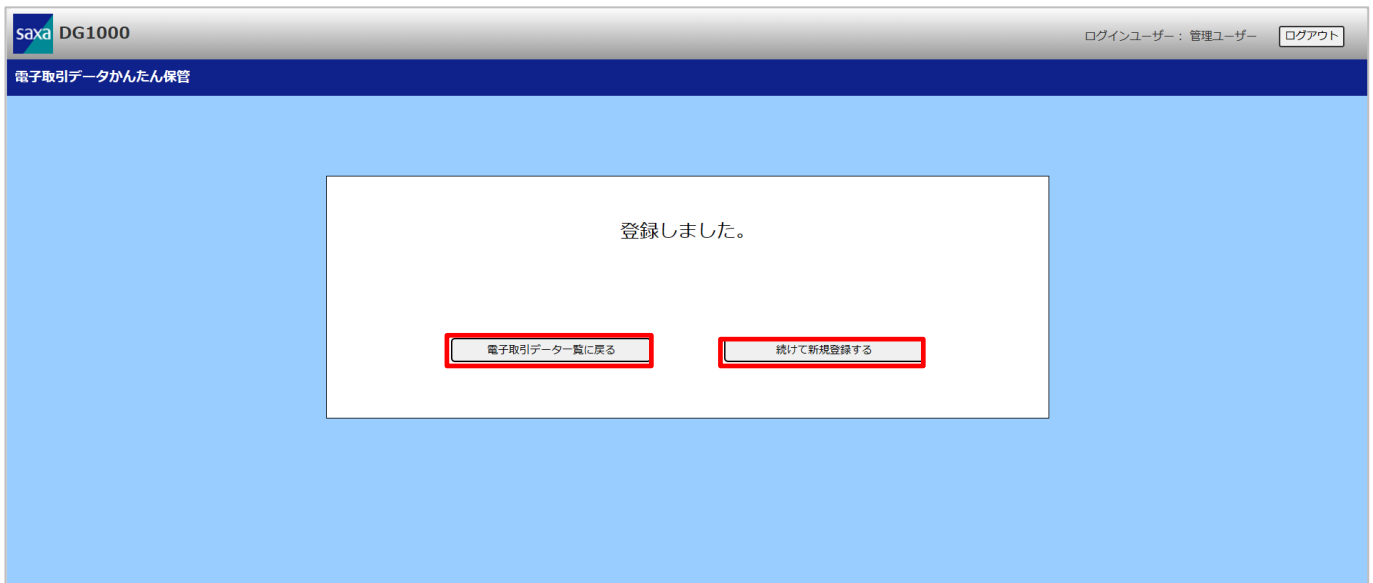 saxa DG1000
ログインユーザー： 管理ユーザー ログアウト
電子取引データかんたん保管
登録しました。
電子取引データ一覧に戻る 続けて新規登録する